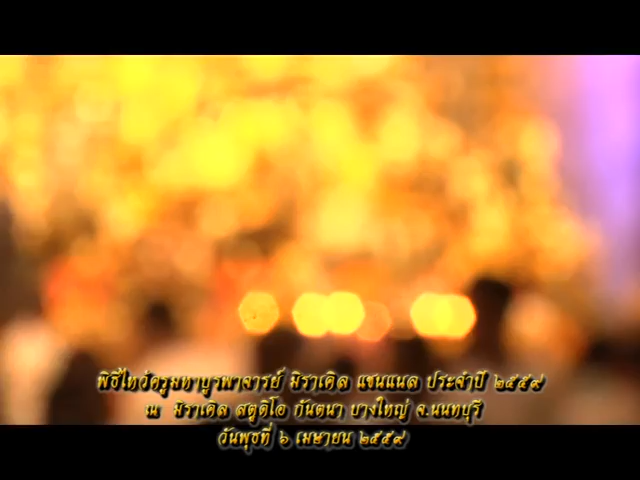 พิธีไหว้ครูมหาบูรพาจารย์ มิราเคิล แชนแนล ประจำปี ๒๕๕๙
ณ มิราเคิล สตูดิโอ กันตนา บางใหญ่ จ.นนทบุรี
วันพุธที่ ๖ เมษายน ๒๕๕๙